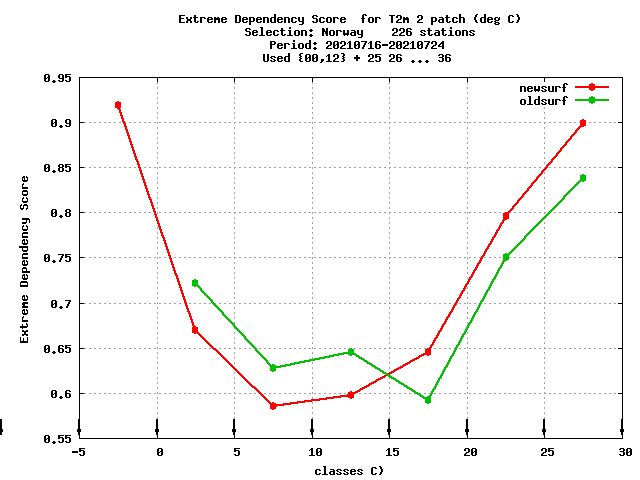 Extreme Dependency Score  for T2m 2 patch (deg C)
Selection: Norway    226 stations
Period: 20210716-20210724
Used {00,12} + 25 26 ... 36
newsurf
oldsurf
Extreme Dependency Score
0.95
0.9
0.85
0.8
0.75
0.7
0.65
0.6
0.55
-5 0 5 10 15 20 25 30
classes C)